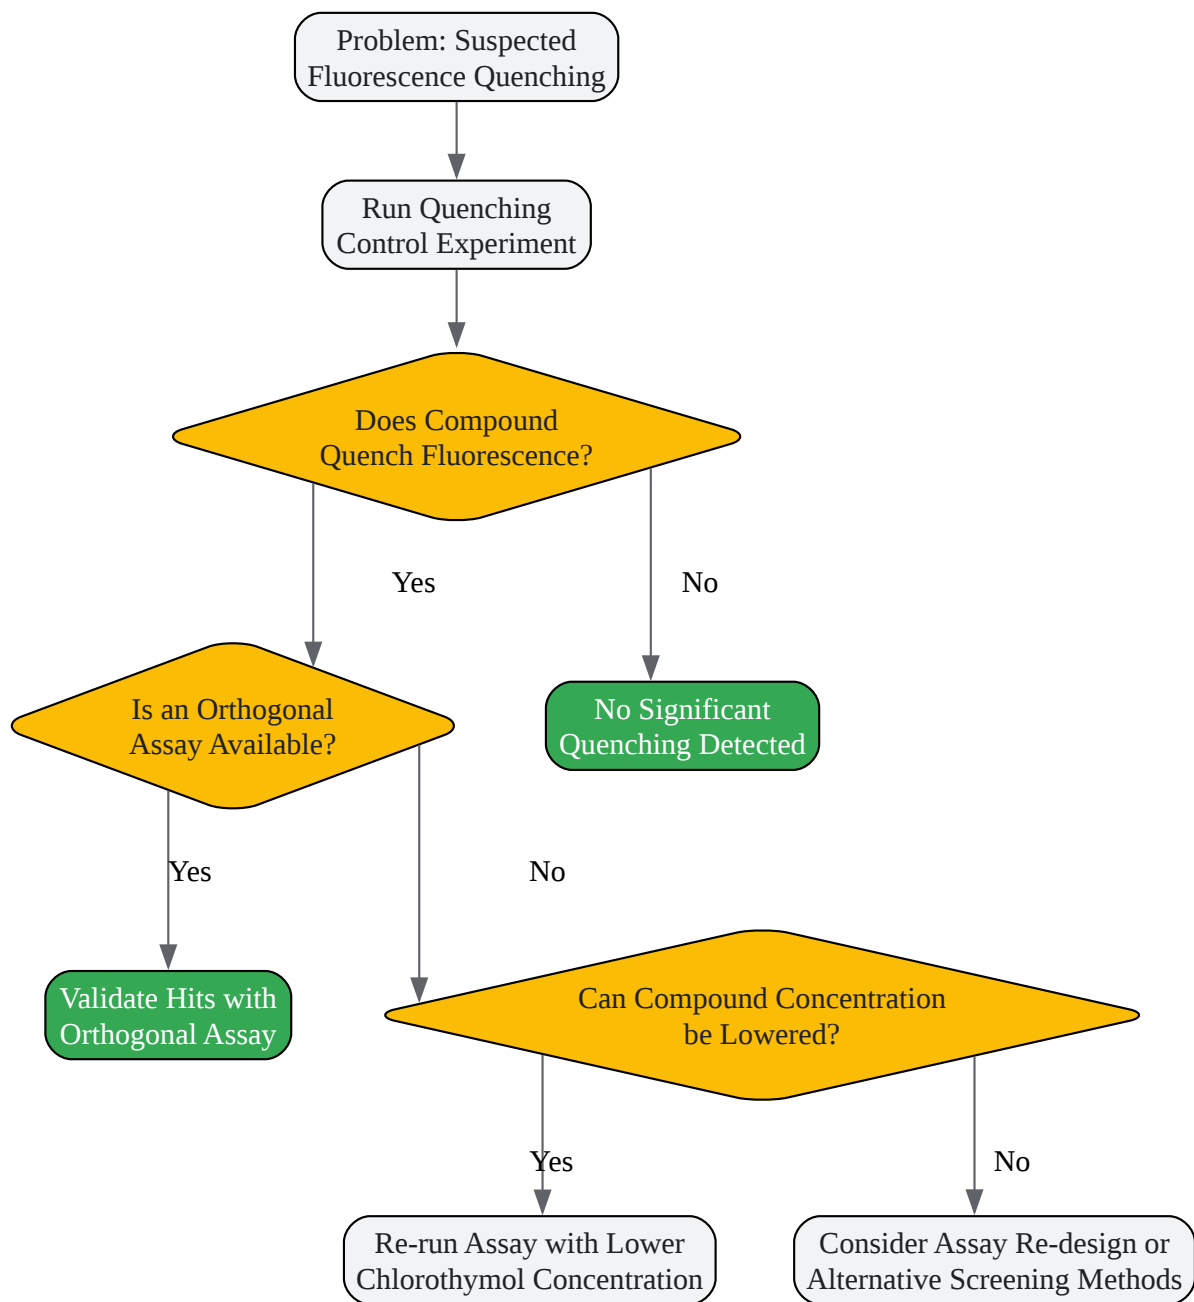 Problem: Suspected
Fluorescence Quenching
Run Quenching
Control Experiment
Does Compound
Quench Fluorescence?
Yes
No
Is an Orthogonal
Assay Available?
No Significant
Quenching Detected
Yes
No
Validate Hits with
Orthogonal Assay
Can Compound Concentration
be Lowered?
Yes
No
Re-run Assay with Lower
Chlorothymol Concentration
Consider Assay Re-design or
Alternative Screening Methods